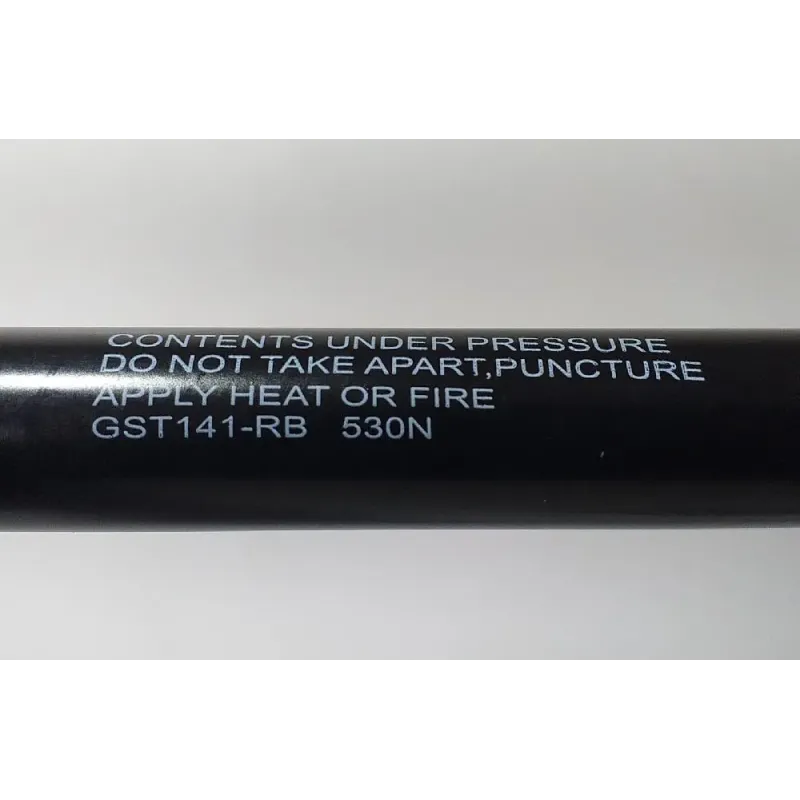 CONTENTS UNDER PRESSURE
DO NOT TAKE APART,PUNCTURE
APPLY HEAT OR FIRE
GST141-RB 530N